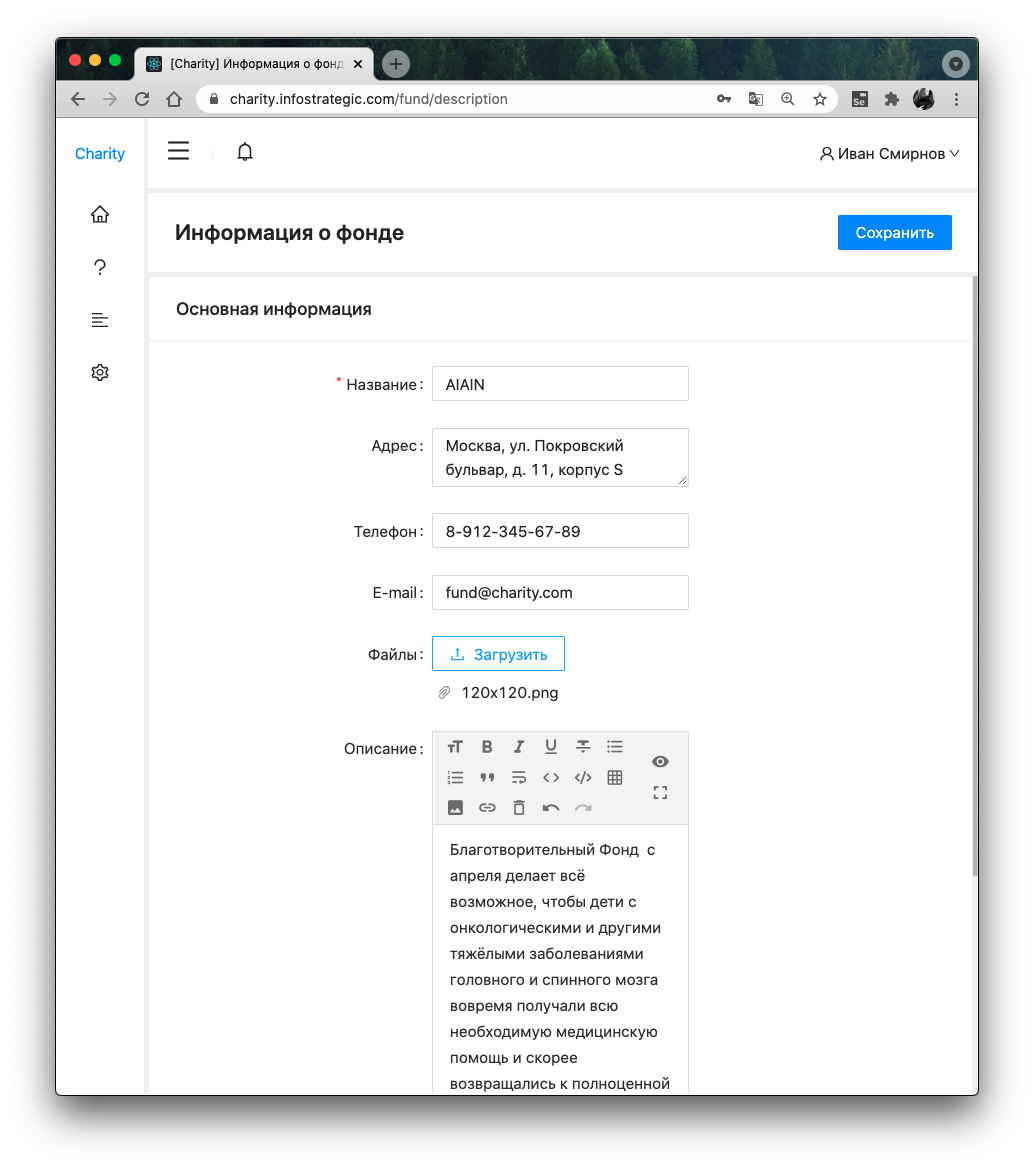 [Charity] Информация о фонд
charity.infostrategic.com/fund/description
Se
Charity
Иван Смирнов
Информация о фонде
Сохранить
Основная информация
* Название: AIAIN
Адрес: Москва, ул. Покровский
бульвар, д. 11, корпус S
Телефон: 8-912-345-67-89
E-mail: fund@charity.com
Файлы: Загрузить
120x120.png
Описание:
Благотворительный Фонд с
апреля делает всё
возможное, чтобы дети с
онкологическими и другими
тяжёлыми заболеваниями
головного и спинного мозга
вовремя получали всю
необходимую медицинскую
помощь и скорее
возвращались к полноценной